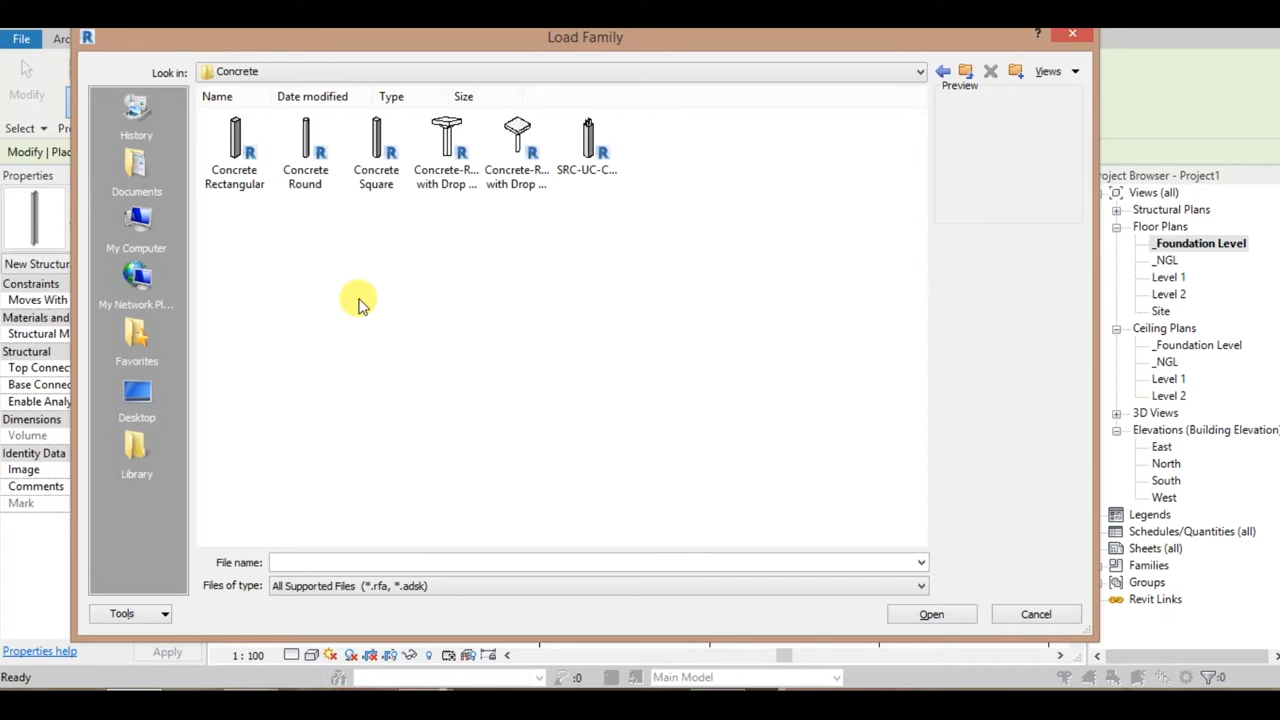 Load Family
?
File
Arc
Modify
Select
Pr
Modify | Pla
Properties
New Structur
Constraints
Moves With
Materials and
Structural M
Structural
Top Connec
Base Connec
Enable Analy
Dimensions
Volume
Identity Data
Image
Comments
Mark
Properties help
Apply
Look in:
Concrete
Views
Name
Date modified
Type
Size
Preview
History
Documents
My Computer
My Network Pl...
Favorites
Desktop
Library
Concrete
Rectangular
Concrete
Round
Concrete
Square
Concrete-R...
with Drop ...
Concrete-R...
with Drop ...
SRC-UC-C...
File name:
Files of type:
All Supported Files (*.rfa, *.adsk)
Tools
Open
Cancel
roject Browser - Project1
Views (all)
Structural Plans
Floor Plans
_Foundation Level
_NGL
Level 1
Level 2
Site
Ceiling Plans
_Foundation Level
_NGL
Level 1
Level 2
3D Views
Elevations (Building Elevation)
East
North
South
West
Legends
Schedules/Quantities (all)
Sheets (all)
Families
Groups
Revit Links
1 : 100
Ready
:0
Main Model
:0